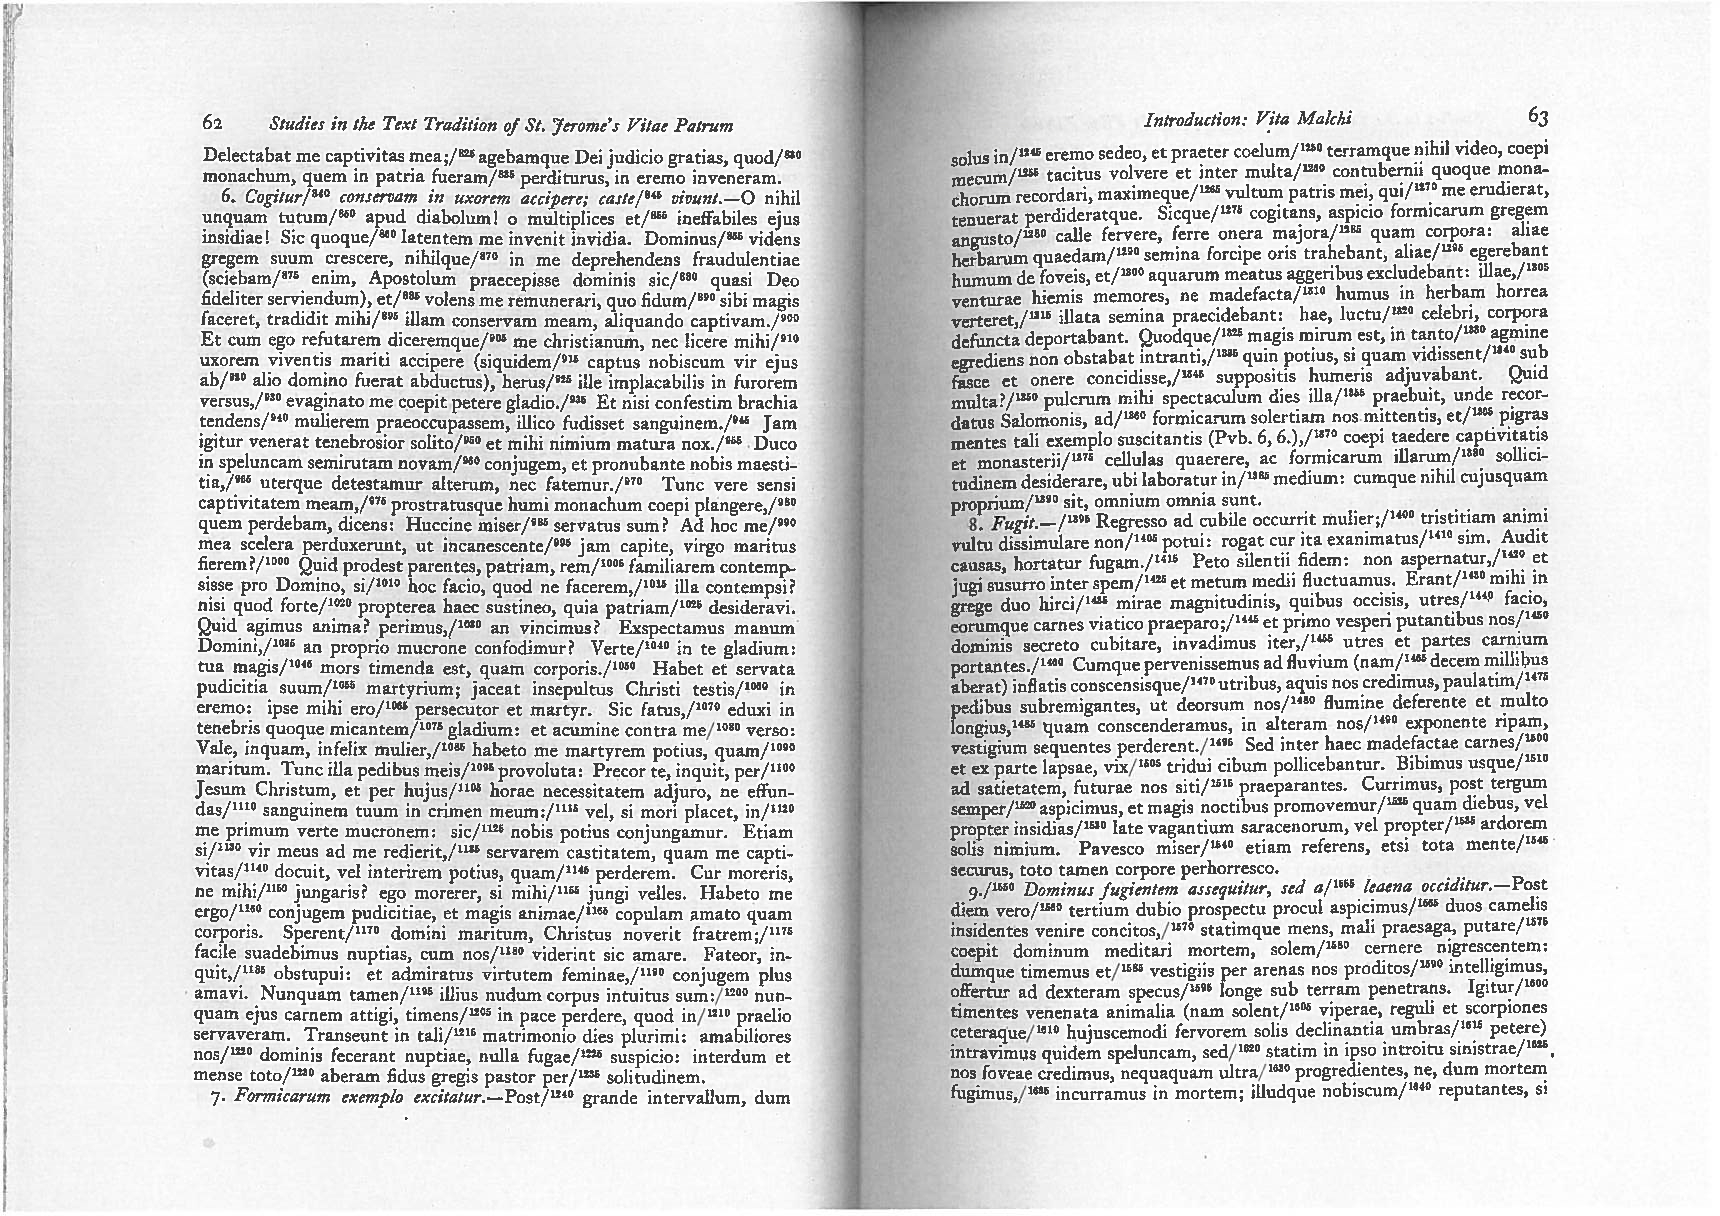 62 Studies in the Text Tradition of St. Jerome's Vitae Patrum
Delectabat me captivitas mea;/825 agebamque Dei judicio gratias, quod/830
monachum, quem in patria fueram/835 perditurus, in eremo inveneram.
6. Cogitur/840 conservam in uxorem accipere; caste/845 vivunt.—O nihil
unquam tutum/850 apud diabolum! o multiplices et/855 ineffabiles ejus
insidiae! Sic quoque/860 latentem me invenit invidia. Dominus/865 videns
gregem suum crescere, nihilque/870 in me deprehendens fraudulentiae
(sciebam/875 enim, Apostolum praecepisse dominis sic/880 quasi Deo
fideliter serviendum), et/885 volens me remunerari, quo fidum/890 sibi magis
faceret, tradidit mihi/895 illam conservam meam, aliquando captivam./900
Et cum ego refutarem diceremque/905 me christianum, nec licere mihi/910
uxorem viventis mariti accipere (siquidem/915 captus nobiscum vir ejus
ab/920 alio domino fuerat abductus), herus/925 ille implacabilis in furorem
versus,/930 evaginato me coepit petere gladio./935 Et nisi confestim brachia
tendens/940 mulierem praeoccupassem, illico fudisset sanguinem./945 Jam
igitur venerat tenebrosior solito/950 et mihi nimium matura nox./955 Duco
in speluncam semirutam novam/960 conjugem, et pronubante nobis maesti-
tia,/965 uterque detestamur alterum, nec fatemur./970 Tunc vere sensi
captivitatem meam,/975 prostratusque humi monachum coepi plangere,/980
quem perdebam, dicens: Huccine miser/985 servatus sum? Ad hoc me/990
mea scelera perduxerunt, ut incanescente/995 jam capite, virgo maritus
fierem?/1000 Quid prodest parentes, patriam, rem/1005 familiarem contemp-
sisse pro Domino, si/1010 hoc facio, quod ne facerem,/1015 illa contempsi?
nisi quod forte/1020 propterea haec sustineo, quia patriam/1025 desideravi.
Quid agimus anima? perimus,/1030 an vincimus? Exspectamus manum
Domini,/1035 an proprio mucrone confodimur? Verte/1040 in te gladium:
tua magis/1045 mors timenda est, quam corporis./1050 Habet et servata
pudicitia suum/1055 martyrium; jaceat insepultus Christi testis/1060 in
eremo: ipse mihi ero/1065 persecutor et martyr. Sic fatus,/1070 eduxi in
tenebris quoque micantem/1075 gladium: et acumine contra me/1080 verso:
Vale, inquam, infelix mulier,/1085 habeto me martyrem potius, quam/1090
maritum. Tunc illa pedibus meis/1095 provoluta: Precor te, inquit, per/1100
Jesum Christum, et per hujus/1105 horae necessitatem adjuro, ne effun-
das/1110 sanguinem tuum in crimen meum:/1115 vel, si mori placet, in/1120
me primum verte mucronem: sic/1125 nobis potius conjungamur. Etiam
si/1130 vir meus ad me redierit,/1135 servarem castitatem, quam me capti-
vitas/1140 docuit, vel interirem potius, quam/1145 perderem. Cur moreris,
ne mihi/1150 jungaris? ego morerer, si mihi/1155 jungi velles. Habeto me
ergo/1160 conjugem pudicitiae, et magis animae/1165 copulam amato quam
corporis. Sperent/1170 domini maritum, Christus noverit fratrem;/1175
facile suadebimus nuptias, cum nos/1180 viderint sic amare. Fateor, in-
quit,/1185 obstupui: et admiratus virtutem feminae,/1190 conjugem plus
amavi. Nunquam tamen/1195 illius nudum corpus intuitus sum:/1200 nun-
quam ejus carnem attigi, timens/1205 in pace perdere, quod in/1210 praelio
servaveram. Transeunt in tali/1215 matrimonio dies plurimi: amabiliores
nos/1220 dominis fecerant nuptiae, nulla fugae/1225 suspicio: interdum et
mense toto/1230 aberam fidus gregis pastor per/1235 solitudinem.
7. Formicarum exemplo excitatur.—Post/1240 grande intervallum, dum
Introduction: Vita Malchi 63
solus in/1245 eremo sedeo, et praeter coelum/1250 terramque nihil video, coepi
mecum/1255 tacitus volvere et inter multa/1260 contubernii quoque mona-
chorum recordari, maximeque/1265 vultum patris mei, qui/1270 me erudierat,
tenuerat perdideratque. Sicque/1275 cogitans, aspicio formicarum gregem
angusto/1280 calle fervere, ferre onera majora/1285 quam corpora: aliae
herbarum quaedam/1290 semina forcipe oris trahebant, aliae/1295 egerebant
humum de foveis, et/1300 aquarum meatus aggeribus excludebant: illae,/1305
venturae hiemis memores, ne madefacta/1310 humus in herbam horrea
verteret,/1315 illata semina praecidebant: hae, luctu/1320 celebri, corpora
defuncta deportabant. Quodque/1325 magis mirum est, in tanto/1330 agmine
egrediens non obstabat intranti,/1335 quin potius, si quam vidissent/1340 sub
fasce et onere concidisse,/1345 suppositis humeris adjuvabant. Quid
multa?/1350 pulcrum mihi spectaculum dies illa/1355 praebuit, unde recor-
datus Salomonis, ad/1360 formicarum solertiam nos mittentis, et/1365 pigras
mentes tali exemplo suscitantis (Pvb. 6, 6.),/1370 coepi taedere captivitatis
et monasterii/1375 cellulas quaerere, ac formicarum illarum/1380 sollici-
tudinem desiderare, ubi laboratur in/1385 medium: cumque nihil cujusquam
proprium/1390 sit, omnium omnia sunt.
8. Fugit.—/1395 Regresso ad cubile occurrit mulier;/1400 tristitiam animi
vultu dissimulare non/1405 potui: rogat cur ita exanimatus/1410 sim. Audit
causas, hortatur fugam./1415 Peto silentii fidem: non aspernatur,/1420 et
jugi susurro inter spem/1425 et metum medii fluctuamus. Erant/1430 mihi in
grege duo hirci/1435 mirae magnitudinis, quibus occisis, utres/1440 facio,
eorumque carnes viatico praeparo;/1445 et primo vesperi putantibus nos/1450
dominis secreto cubitare, invadimus iter,/1455 utres et partes carnium
portantes./1460 Cumque pervenissemus ad fluvium (nam/1465 decem millibus
aberat) inflatis conscensisque/1470 utribus, aquis nos credimus, paulatim/1475
pedibus subremigantes, ut deorsum nos/1480 flumine deferente et multo
longius,1485 quam conscenderamus, in alteram nos/1490 exponente ripam,
vestigium sequentes perderent./1495 Sed inter haec madefactae carnes/1500
et ex parte lapsae, vix/1505 tridui cibum pollicebantur. Bibimus usque/1510
ad satietatem, futurae nos siti/1515 praeparantes. Currimus, post tergum
semper/1520 aspicimus, et magis noctibus promovemur/1525 quam diebus, vel
propter insidias/1530 late vagantium saracenorum, vel propter/1535 ardorem
solis nimium. Pavesco miser/1540 etiam referens, etsi tota mente/1545
securus, toto tamen corpore perhorresco.
9./1550 Dominus fugientem assequitur, sed a/1555 leaena occiditur.—Post
diem vero/1560 tertium dubio prospectu procul aspicimus/1565 duos camelis
insidentes venire concitos,/1570 statimque mens, mali praesaga, putare/1575
coepit dominum meditari mortem, solem/1580 cernere nigrescentem:
dumque timemus et/1585 vestigiis per arenas nos proditos/1590 intelligimus,
offertur ad dexteram specus/1595 longe sub terram penetrans. Igitur/1600
timentes venenata animalia (nam solent/1605 viperae, reguli et scorpiones
ceteraque/1610 hujuscemodi fervorem solis declinantia umbras/1615 petere)
intravimus quidem speluncam, sed/1620 statim in ipso introitu sinistrae/1625
nos foveae credimus, nequaquam ultra/1630 progredientes, ne, dum mortem
fugimus,/1635 incurramus in mortem; illudque nobiscum/1640 reputantes, si